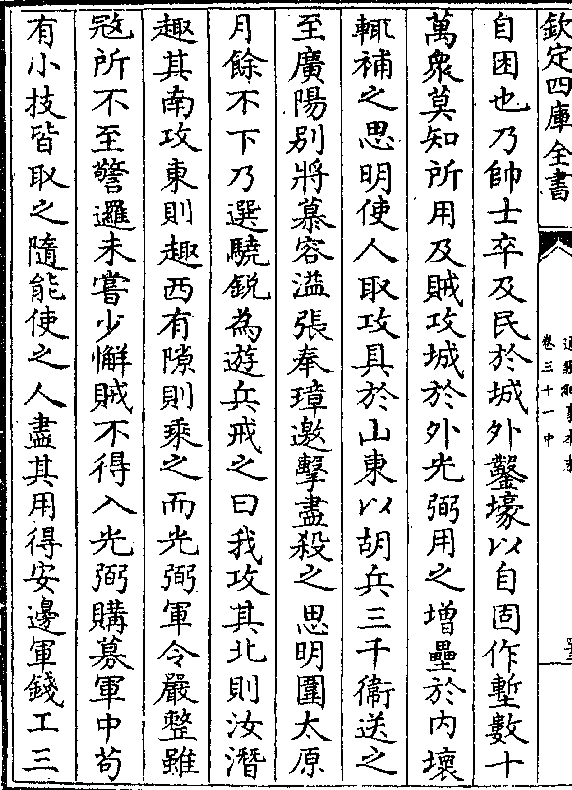 欽定四庫全書
通鑑紀事本末
卷三十一中
自困也乃帥士卒及民於城外鑿壕以自固作塹數十
萬衆莫知所用及賊攻城於外光弼用之增壘於内壞
輒補之思明使人取攻具於山東以胡兵三千衞送之
至廣陽别將慕容溢張奉璋邀擊盡殺之思明圍太原
月餘不下乃選驍鋭為遊兵戒之曰我攻其北則汝潛
趣其南攻東則趣西有隙則乘之而光弼軍令嚴整雖
冦所不至警邏未嘗少懈賊不得入光弼購募軍中苟
有小技皆取之隨能使之人盡其用得安邊軍錢工三